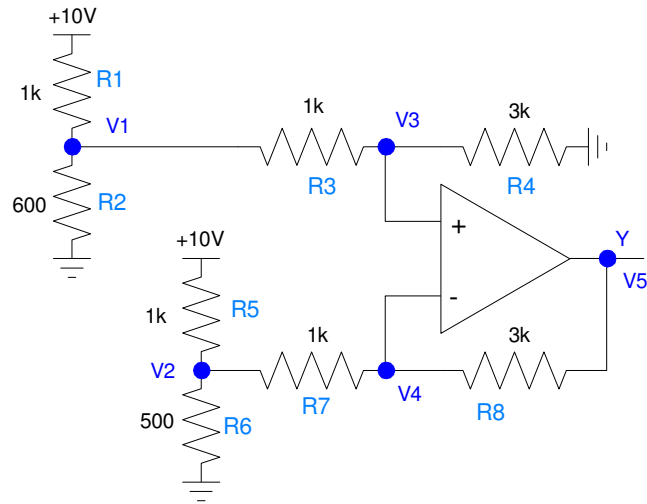 +10V
R1
1k
V1
1k
V3
3k
R3
R4
600
R2
+
Y
V5
+10V
R5
1k
-
1k
3k
V2
V4
R7
R8
500
R6